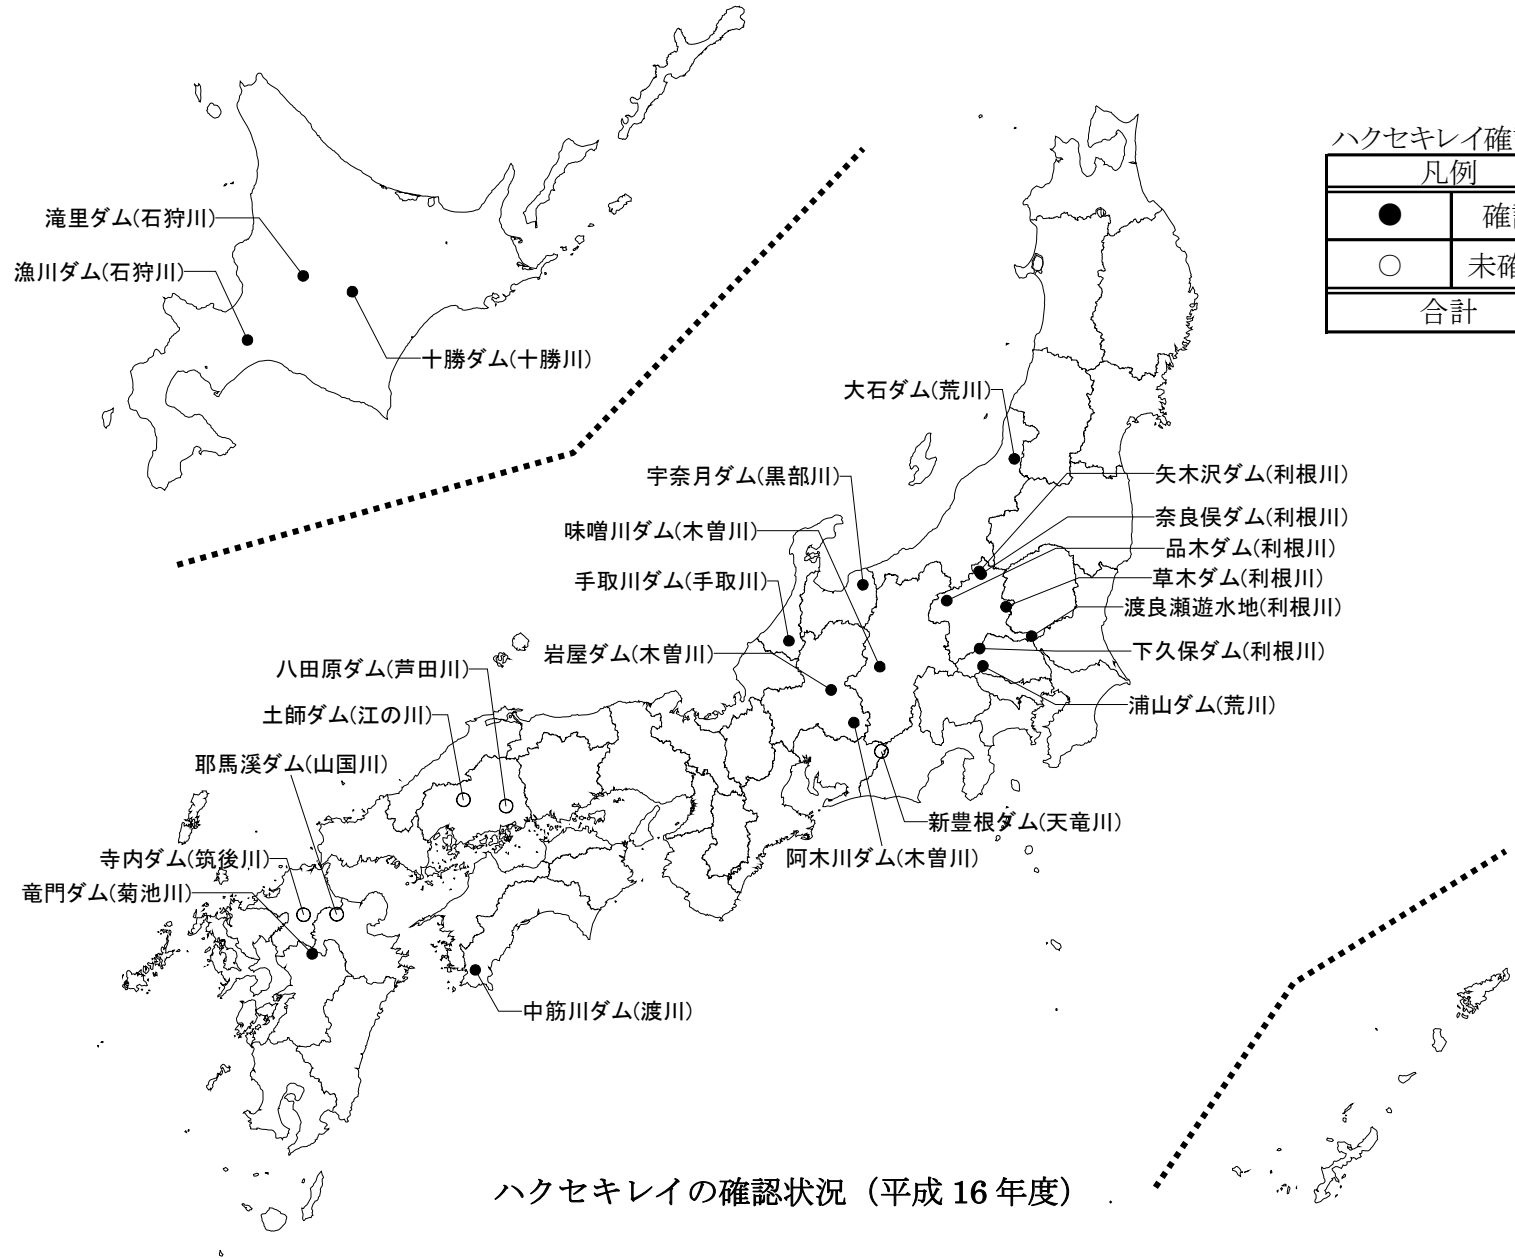 ハクセキレイ確
凡例
●
確
○
未確
合計
滝里ダム(石狩川)
漁川ダム(石狩川)
十勝ダム(十勝川)
大石ダム(荒川)
宇奈月ダム(黒部川)
矢木沢ダム(利根川)
奈良俣ダム(利根川)
味噌川ダム(木曽川)
品木ダム(利根川)
手取川ダム(手取川)
草木ダム(利根川)
渡良瀬遊水地(利根川)
岩屋ダム(木曽川)
下久保ダム(利根川)
八田原ダム(芦田川)
浦山ダム(荒川)
土師ダム(江の川)
耶馬溪ダム(山国川)
新豊根ダム(天竜川)
寺内ダム(筑後川)
阿木川ダム(木曽川)
竜門ダム(菊池川)
中筋川ダム(渡川)
ハクセキレイの確認状況（平成 16 年度）